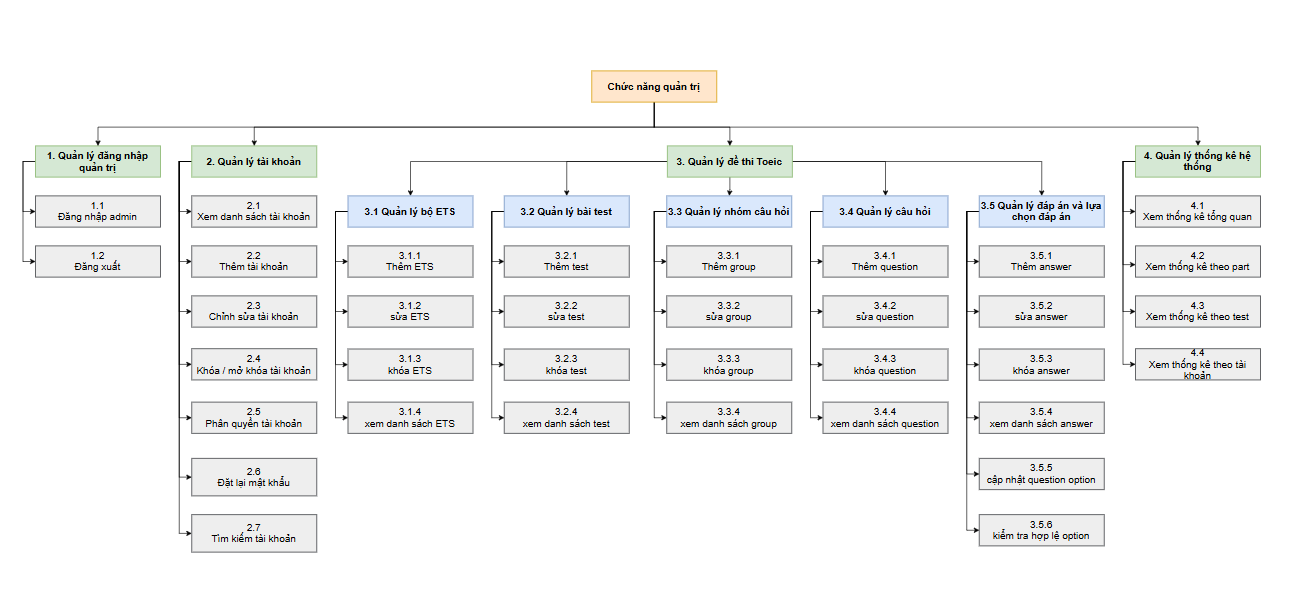 Chức năng quản trị
1. Quản lý đăng nhập
quản trị
1.1
Đăng nhập admin
1.2
Đăng xuất
2. Quản lý tài khoản
2.1
Xem danh sách tài khoản
2.2
Thêm tài khoản
2.3
Chỉnh sửa tài khoản
2.4
Khóa / mở khóa tài khoản
2.5
Phân quyền tài khoản
2.6
Đặt lại mật khẩu
2.7
Tìm kiếm tài khoản
3. Quản lý đề thi Toeic
3.1 Quản lý bộ ETS
3.1.1
Thêm ETS
3.1.2
sửa ETS
3.1.3
khóa ETS
3.1.4
xem danh sách ETS
3.2 Quản lý bài test
3.2.1
Thêm test
3.2.2
sửa test
3.2.3
khóa test
3.2.4
xem danh sách test
3.3 Quản lý nhóm câu hỏi
3.3.1
Thêm group
3.3.2
sửa group
3.3.3
khóa group
3.3.4
xem danh sách group
3.4 Quản lý câu hỏi
3.4.1
Thêm question
3.4.2
sửa question
3.4.3
khóa question
3.4.4
xem danh sách question
3.5 Quản lý đáp án và lựa
chọn đáp án
3.5.1
Thêm answer
3.5.2
sửa answer
3.5.3
khóa answer
3.5.4
xem danh sách answer
3.5.5
cập nhật question option
3.5.6
kiểm tra hợp lệ option
4. Quản lý thống kê hệ
thống
4.1
Xem thống kê tổng quan
4.2
Xem thống kê theo part
4.3
Xem thống kê theo test
4.4
Xem thống kê theo tài
khoản